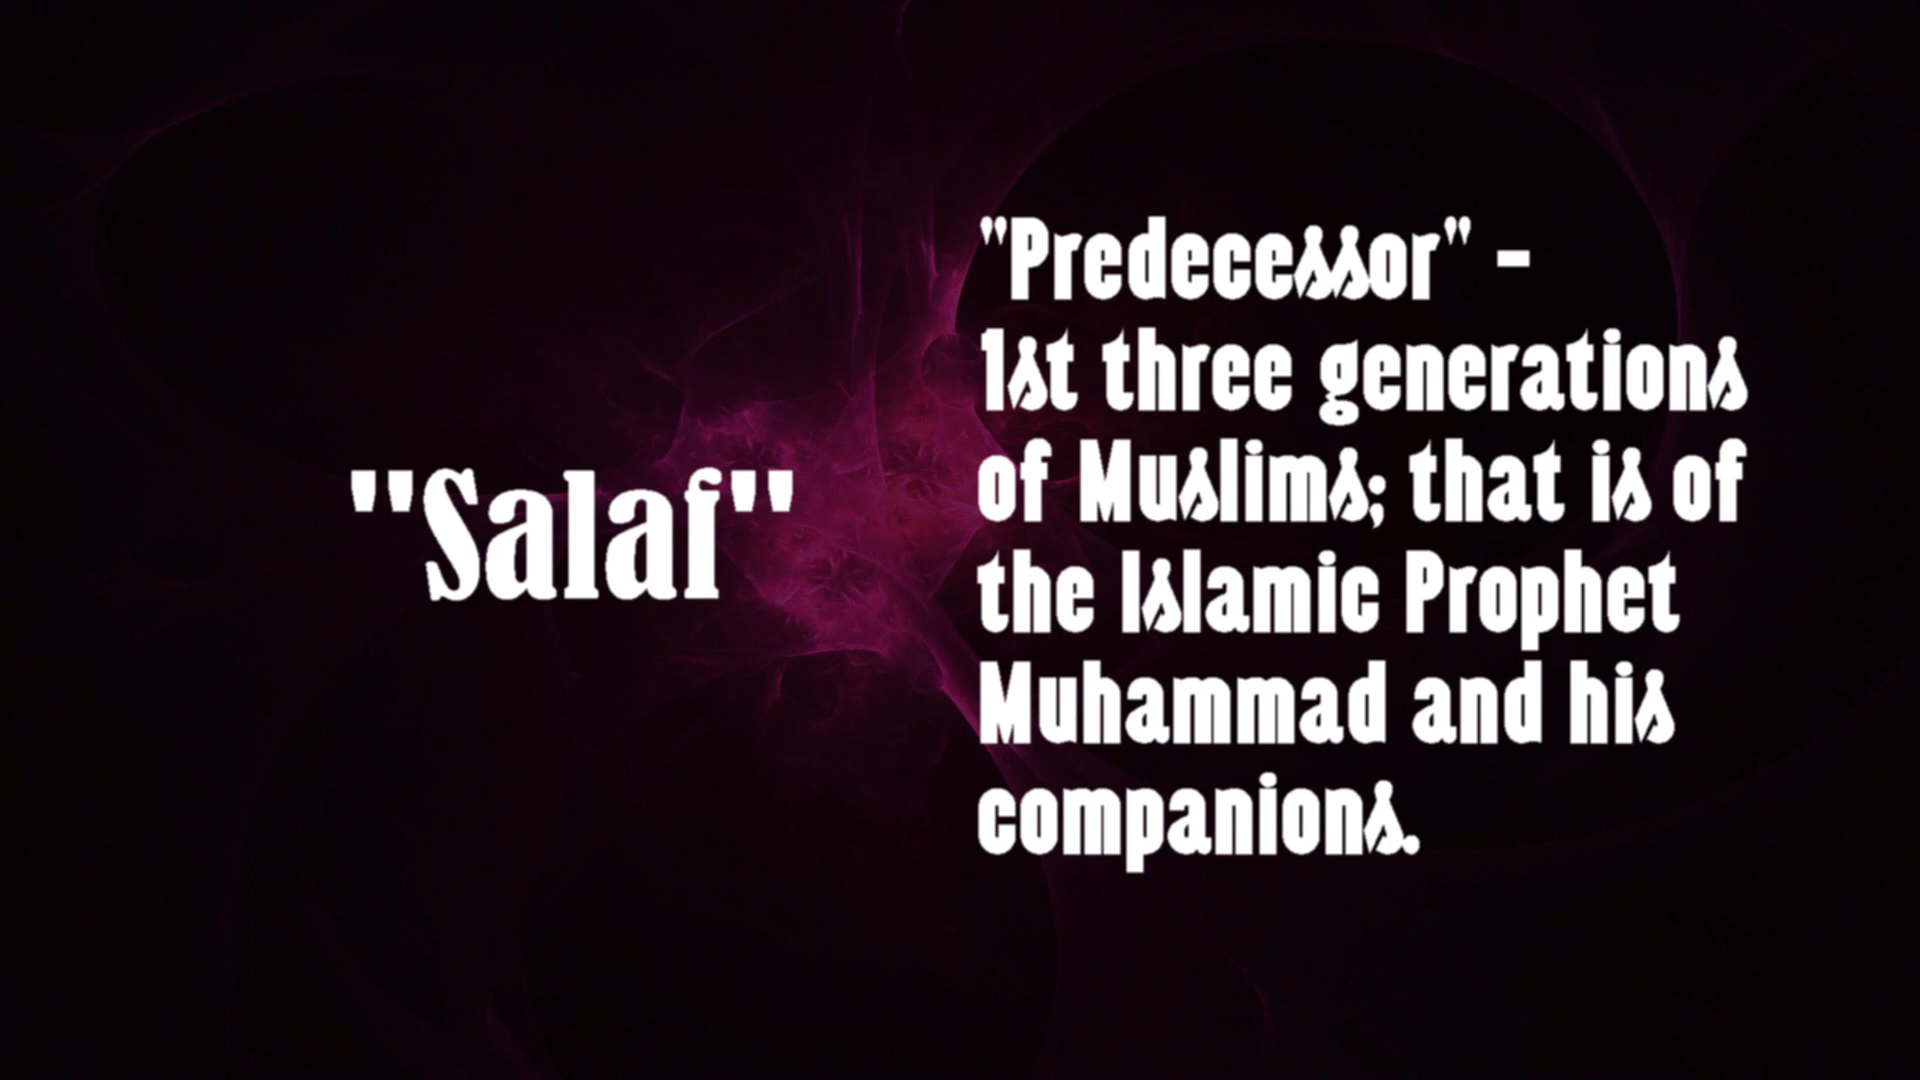 "Salaf"
"Predecessor" -
1st three generations
of Muslims; that is of
the Islamic Prophet
Muhammad and his
companions.